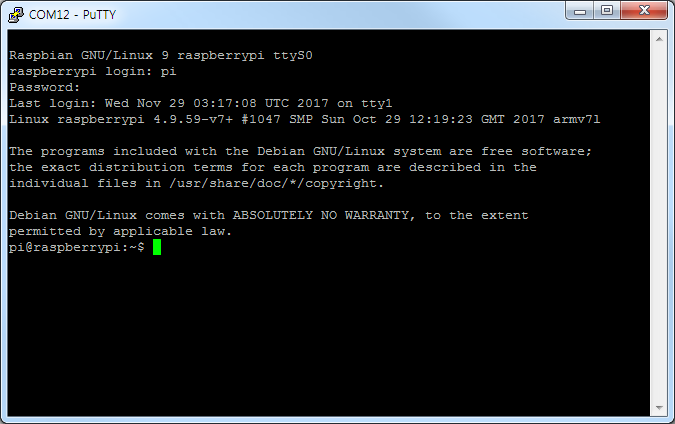 COM12 - PuTTY
Raspbian GNU/Linux 9 raspberrypi ttyS0
raspberrypi login: pi
Password:
Last login: Wed Nov 29 03:17:08 UTC 2017 on tty1
Linux raspberrypi 4.9.59-v7+ #1047 SMP Sun Oct 29 12:19:23 GMT 2017 armv7l
The programs included with the Debian GNU/Linux system are free software;
the exact distribution terms for each program are described in the
individual files in /usr/share/doc/*/copyright.
Debian GNU/Linux comes with ABSOLUTELY NO WARRANTY, to the extent
permitted by applicable law.
pi@raspberrypi:~$